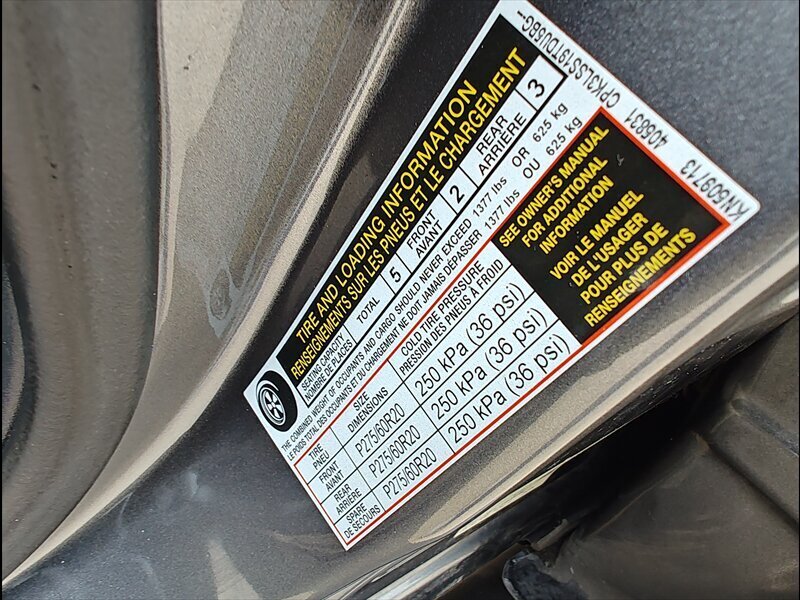 TIRE AND LOADING INFORMATION
RENSEIGNEMENTS SUR LES PNEUS ET LE CHARGEMENT
SEATING CAPACITY
NOMBRE DE PLACES
TOTAL 5
FRONT
AVANT 2
REAR
ARRIÈRE 3
THE COMBINED WEIGHT OF OCCUPANTS AND CARGO SHOULD NEVER EXCEED 1377 lbs OR 625 kg
LE POIDS TOTAL DES OCCUPANTS ET DU CHARGEMENT NE DOIT JAMAIS DÉPASSER 1377 lbs OU 625 kg
TIRE
PNEU
SIZE
DIMENSIONS
COLD TIRE PRESSURE
PRESSION DES PNEUS À FROID
FRONT
AVANT
P275/60R20 250 kPa (36 psi)
REAR
ARRIÈRE
P275/60R20 250 kPa (36 psi)
SPARE
DE SECOURS
P275/60R20 250 kPa (36 psi)
SEE OWNER'S MANUAL
FOR ADDITIONAL
INFORMATION
VOIR LE MANUEL
DE L'USAGER
POUR PLUS DE
RENSEIGNEMENTS
KN509713 405831 CPK3LSS19TDU5BG